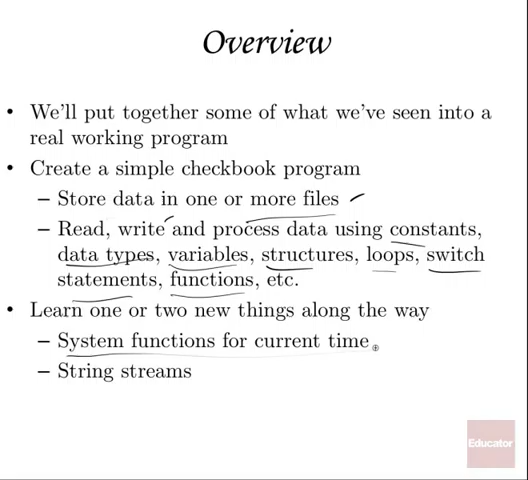 Overview
• We'll put together some of what we've seen into a
real working program
• Create a simple checkbook program
– Store data in one or more files
– Read, write and process data using constants,
data types, variables, structures, loops, switch
statements, functions, etc.
• Learn one or two new things along the way
– System functions for current time
– String streams
Educator